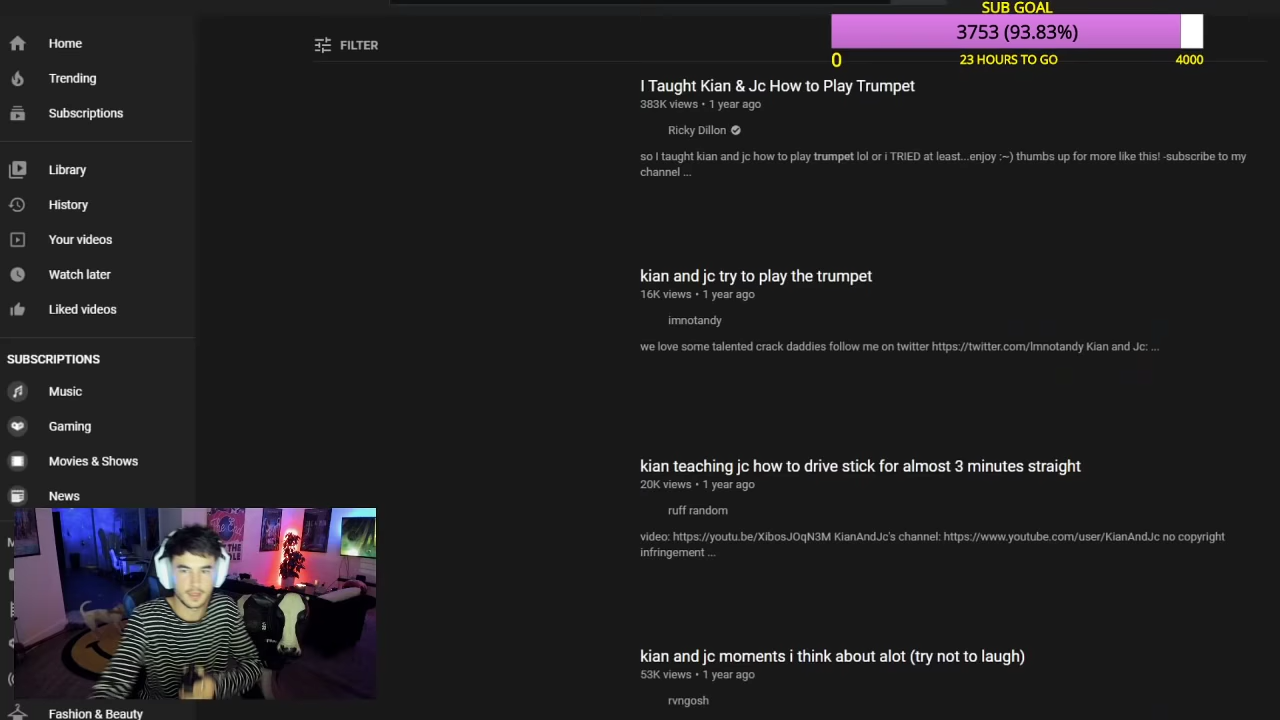 SUB GOAL
3753 (93.83%)
0
23 HOURS TO GO
4000
Home
Trending
Subscriptions
Library
History
Your videos
Watch later
Liked videos
SUBSCRIPTIONS
Music
Gaming
Movies & Shows
News
Fashion & Beauty
FILTER
I Taught Kian & Jc How to Play Trumpet
383K views • 1 year ago
Ricky Dillon
so I taught kian and jc how to play trumpet lol or i TRIED at least...enjoy :~) thumbs up for more like this! -subscribe to my
channel ...
kian and jc try to play the trumpet
16K views • 1 year ago
imnotandy
we love some talented crack daddies follow me on twitter https://twitter.com/lmnotandy Kian and Jc: ...
kian teaching jc how to drive stick for almost 3 minutes straight
20K views • 1 year ago
ruff random
video: https://youtu.be/XibosJOqN3M KianAndJc's channel: https://www.youtube.com/user/KianAndJc no copyright
infringement ...
kian and jc moments i think about alot (try not to laugh)
53K views • 1 year ago
rvngosh